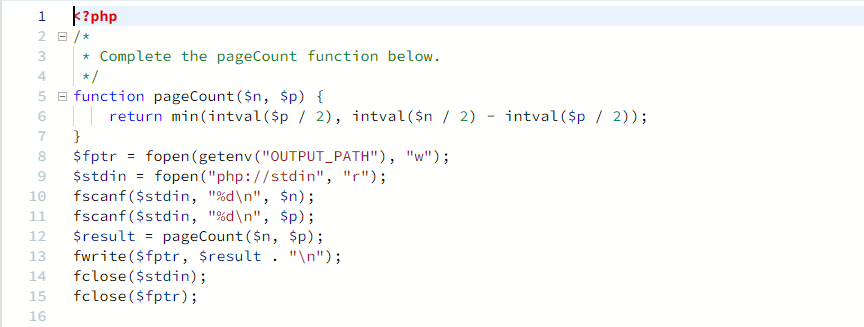 1 <?php
2 /*
3 * Complete the pageCount function below.
4 */
5 function pageCount($n, $p) {
6 return min(intval($p / 2), intval($n / 2) - intval($p / 2));
7 }
8 $fptr = fopen(getenv("OUTPUT_PATH"), "w");
9 $stdin = fopen("php://stdin", "r");
10 fscanf($stdin, "%d\n", $n);
11 fscanf($stdin, "%d\n", $p);
12 $result = pageCount($n, $p);
13 fwrite($fptr, $result . "\n");
14 fclose($stdin);
15 fclose($fptr);
16